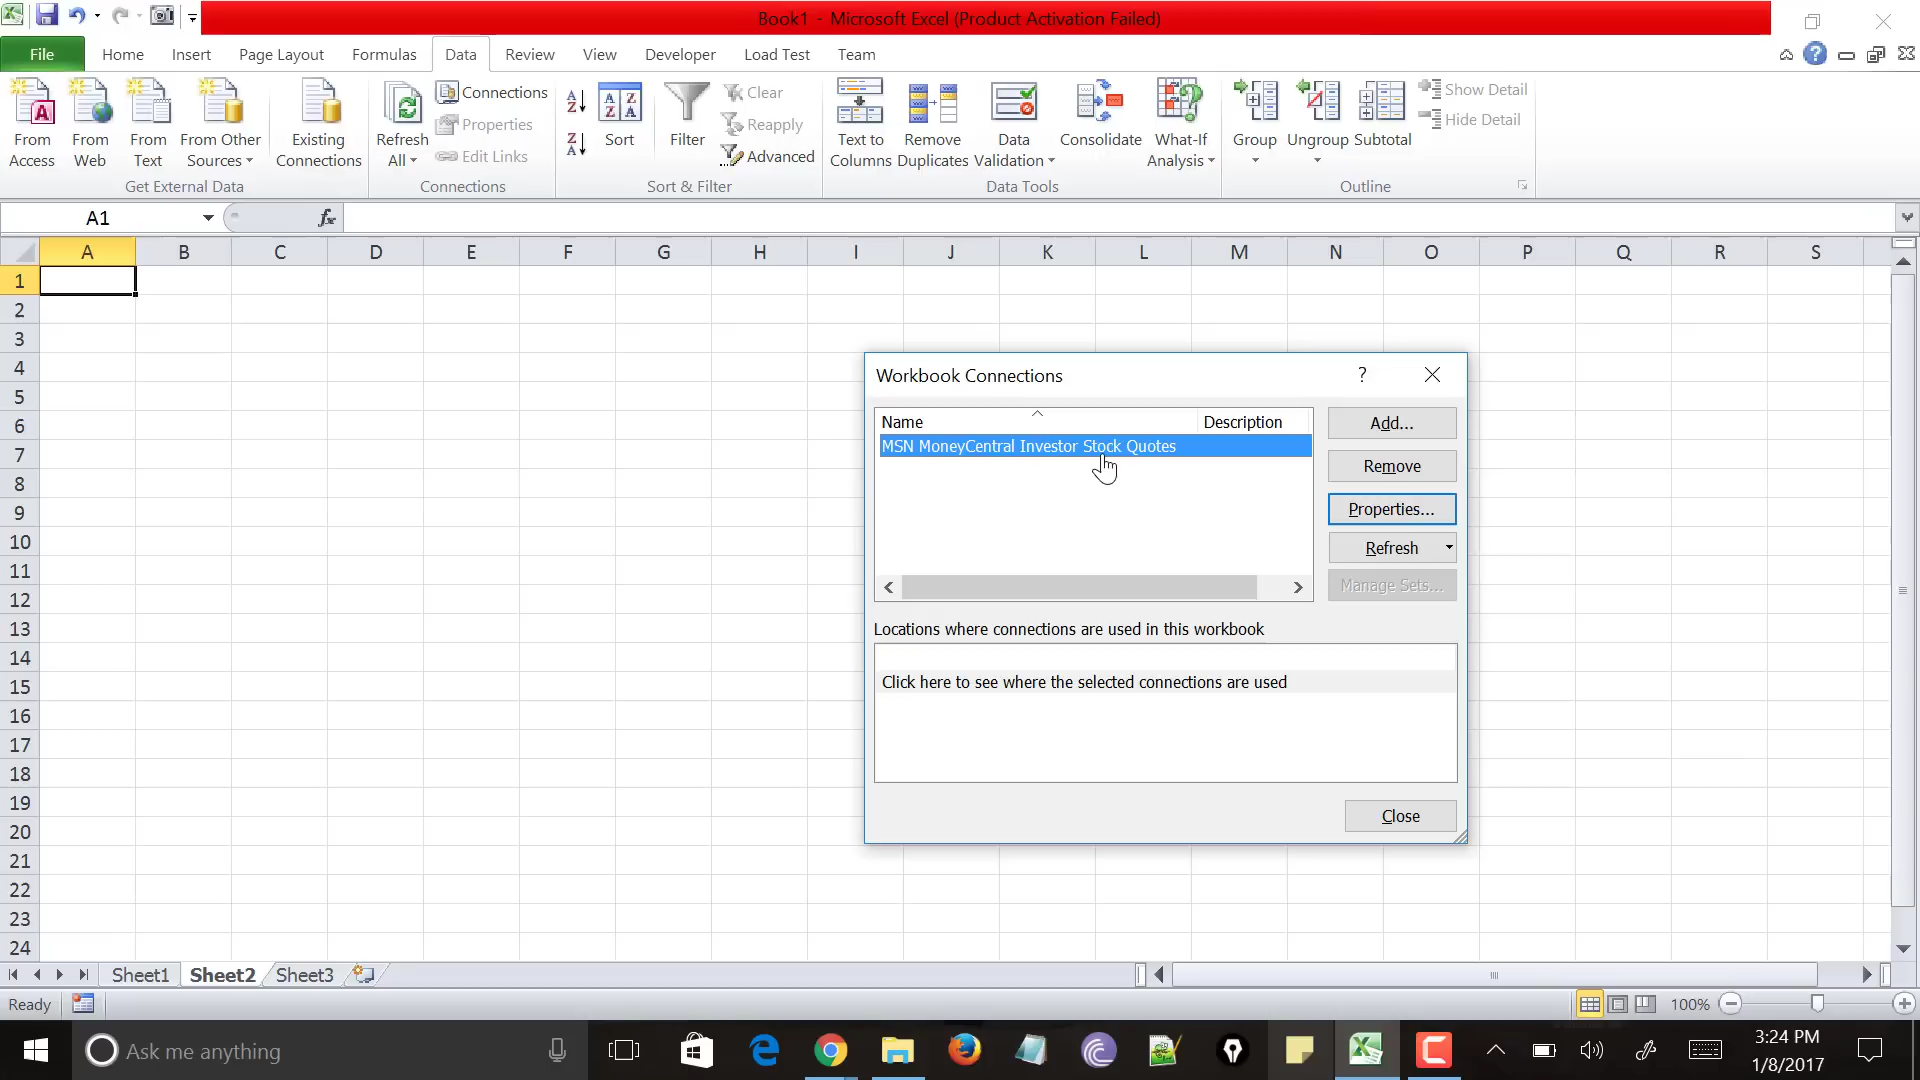 Book1 - Microsoft Excel (Product Activation Failed)
File Home Insert Page Layout Formulas Data Review View Developer Load Test Team
From Access
From Web
From Text
From Other Sources
Existing Connections
Get External Data
Refresh All
Connections
Properties
Edit Links
Connections
Sort
Filter
Clear
Reapply
Advanced
Sort & Filter
Text to Columns
Remove Duplicates
Data Validation
Consolidate
What-If Analysis
Data Tools
Group
Ungroup
Subtotal
Show Detail
Hide Detail
Outline
A1 fx
A B C D E F G H I J K L M N O P Q R S
1
2
3
4
5
6
7
8
9
10
11
12
13
14
15
16
17
18
19
20
21
22
23
24
Workbook Connections ?
Name Description
MSN MoneyCentral Investor Stock Quotes
Add...
Remove
Properties...
Refresh
Manage Sets...
Locations where connections are used in this workbook
Click here to see where the selected connections are used
Close
Sheet1 Sheet2 Sheet3
Ready 100%
Ask me anything
3:24 PM
1/8/2017